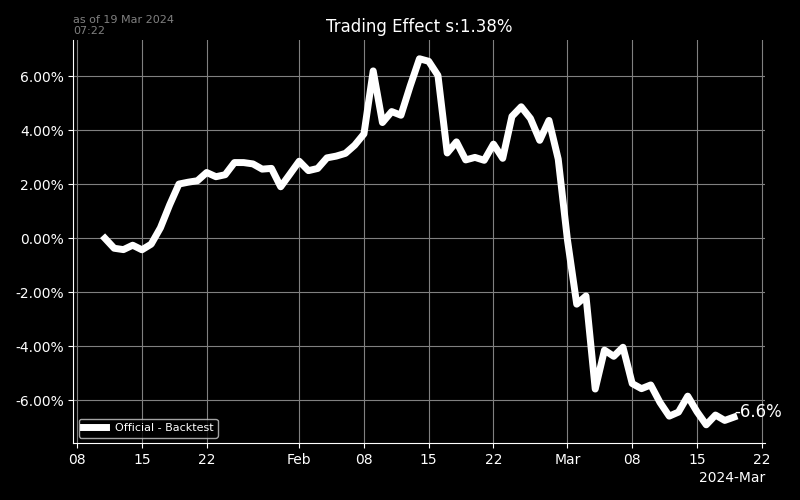 as of 19 Mar 2024
07:22
Trading Effect s:1.38%
6.00%
4.00%
2.00%
0.00%
-2.00%
-4.00%
-6.00%
-6.6%
Official - Backtest
08 15 22 Feb 08 15 22 Mar 08 15 22
2024-Mar